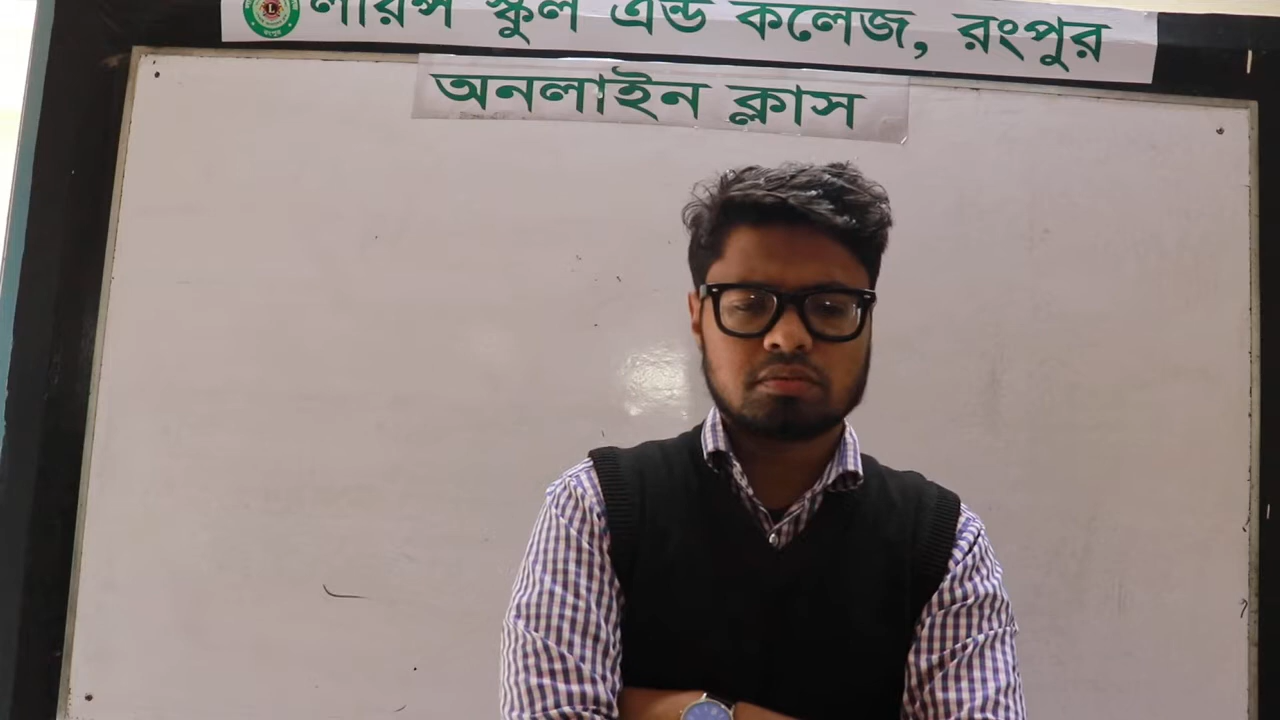 লায়ন্স স্কুল এন্ড কলেজ, রংপুর
অনলাইন ক্লাস